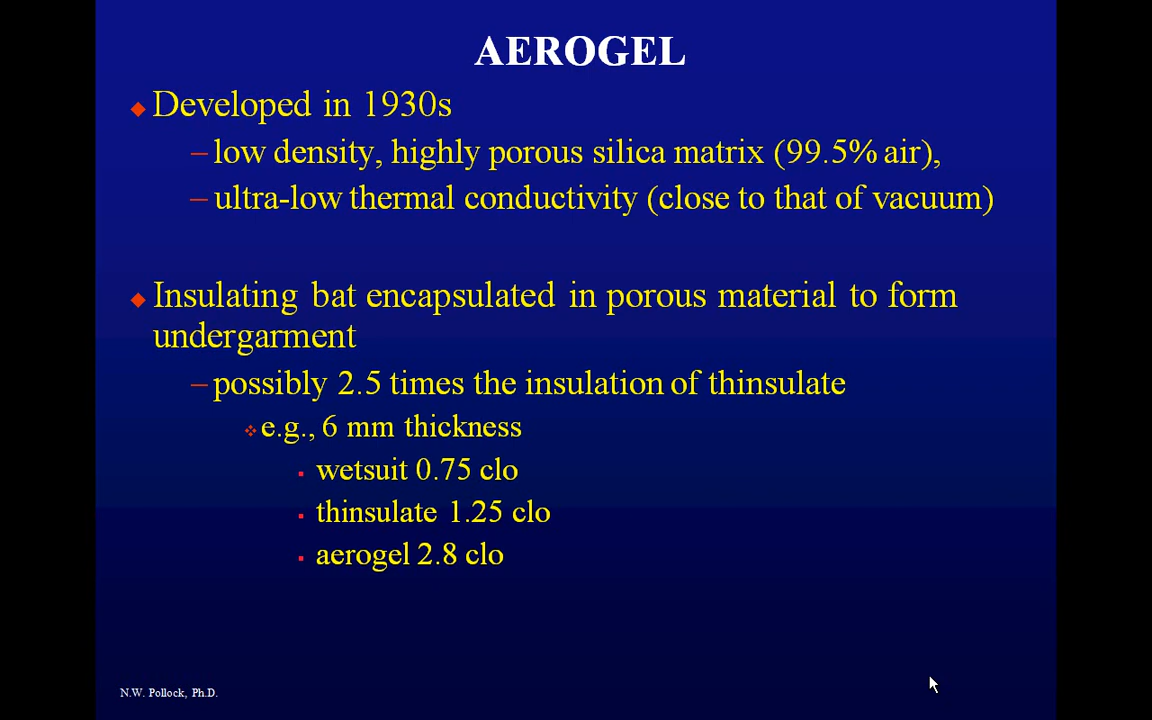 AEROGEL
Developed in 1930s
–low density, highly porous silica matrix (99.5% air),
–ultra-low thermal conductivity (close to that of vacuum)
Insulating bat encapsulated in porous material to form
undergarment
–possibly 2.5 times the insulation of thinsulate
e.g., 6 mm thickness
wetsuit 0.75 clo
thinsulate 1.25 clo
aerogel 2.8 clo
N.W. Pollock, Ph.D.